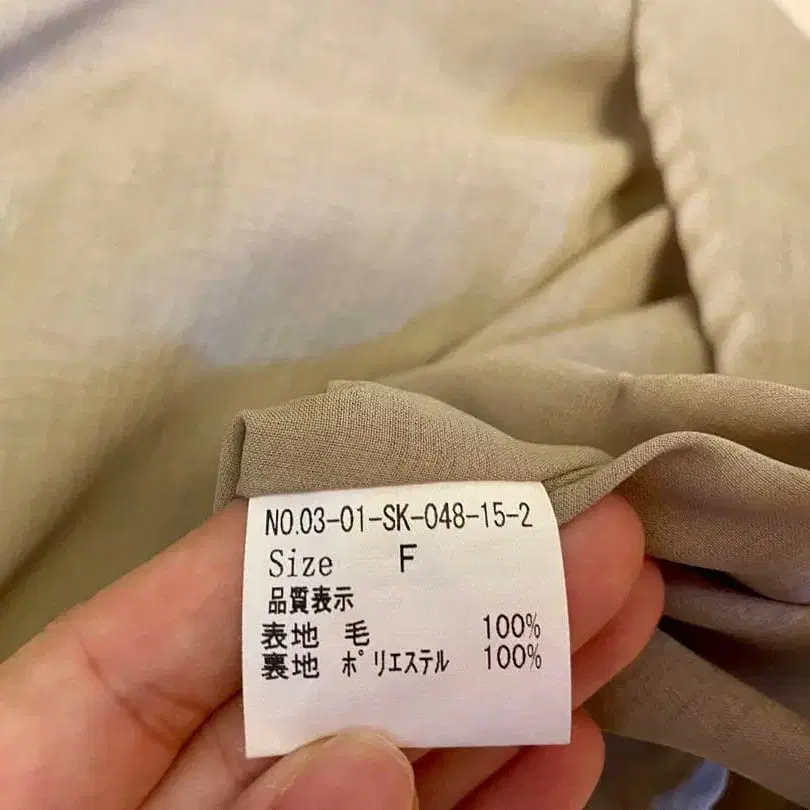 NO.03-01-SK-048-15-2
Size F
品質表示
表地 毛 100%
裏地 ポリエステル 100%